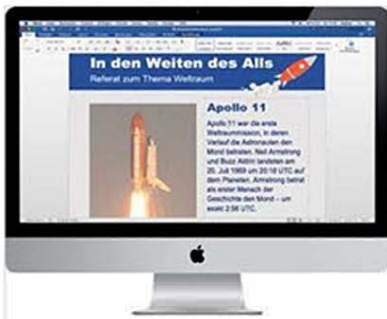 In den Weiten des Alls
Referat zum Thema Weltraum
Apollo 11
Apollo 11 war die erste
Weltraummission, in deren
Verlauf die Astronauten den
Mond betraten. Neil Armstrong
und Buzz Aldrin landeten am
20. Juli 1969 um 20:18 UTC auf
dem Planeten. Armstrong betrat
als erster Mensch der
Geschichte den Mond – um
exakt 2:56 UTC.